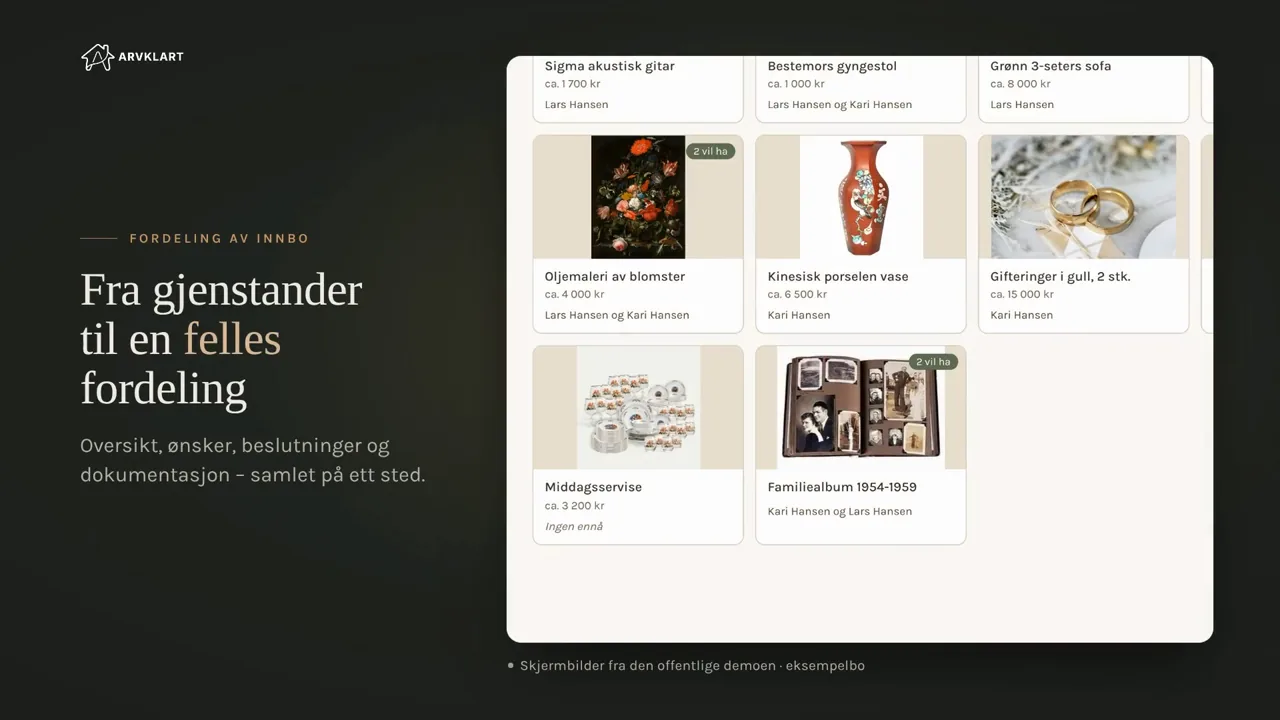 ARVKLART
FORDELING AV INNBO
Fra gjenstander
til en felles
fordeling
Oversikt, ønsker, beslutninger og
dokumentasjon – samlet på ett sted.
Sigma akustisk gitar
ca. 1 700 kr
Lars Hansen
Bestemors gyngestol
ca. 1 000 kr
Lars Hansen og Kari Hansen
Grønn 3-seters sofa
ca. 8 000 kr
Lars Hansen
2 vil ha
Oljemaleri av blomster
ca. 4 000 kr
Lars Hansen og Kari Hansen
Kinesisk porselen vase
ca. 6 500 kr
Kari Hansen
Gifteringer i gull, 2 stk.
ca. 15 000 kr
Kari Hansen
Middagsservise
ca. 3 200 kr
Ingen ennå
2 vil ha
Familiealbum 1954-1959
Kari Hansen og Lars Hansen
Skjermbilder fra den offentlige demoen · eksempelbo